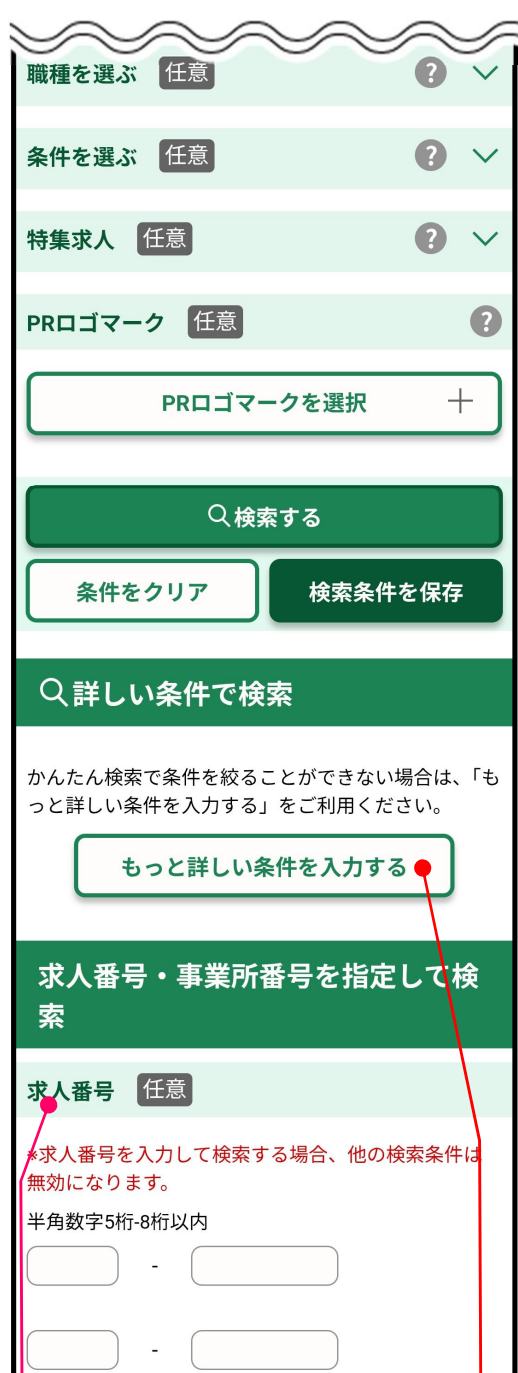 職種を選ぶ 任意 ?
条件を選ぶ 任意 ?
特集求人 任意 ?
PRロゴマーク 任意 ?
PRロゴマークを選択 +
検索する
条件をクリア 検索条件を保存
詳しい条件で検索
かんたん検索で条件を絞ることができない場合は、「も
っと詳しい条件を入力する」をご利用ください。
もっと詳しい条件を入力する
求人番号・事業所番号を指定して検
索
求人番号 任意
※求人番号を入力して検索する場合、他の検索条件は
無効になります。
半角数字5桁-8桁以内
-
-